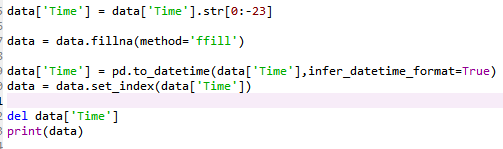 data['Time'] = data['Time'].str[0:-23]
data = data.fillna(method='ffill')
data['Time'] = pd.to_datetime(data['Time'],infer_datetime_format=True)
data = data.set_index(data['Time'])
del data['Time']
print(data)